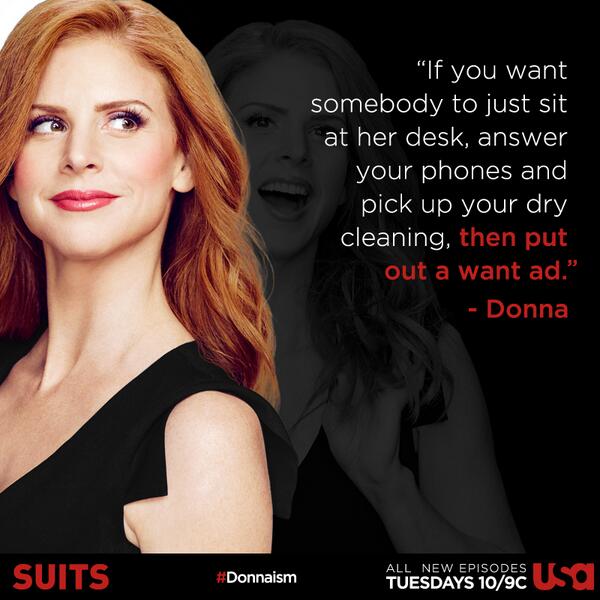 “If you want
somebody to just sit
at her desk, answer
your phones and
pick up your dry
cleaning, then put
out a want ad.”
- Donna
SUITS
#Donnaism
ALL NEW EPISODES
TUESDAYS 10/9C
usa